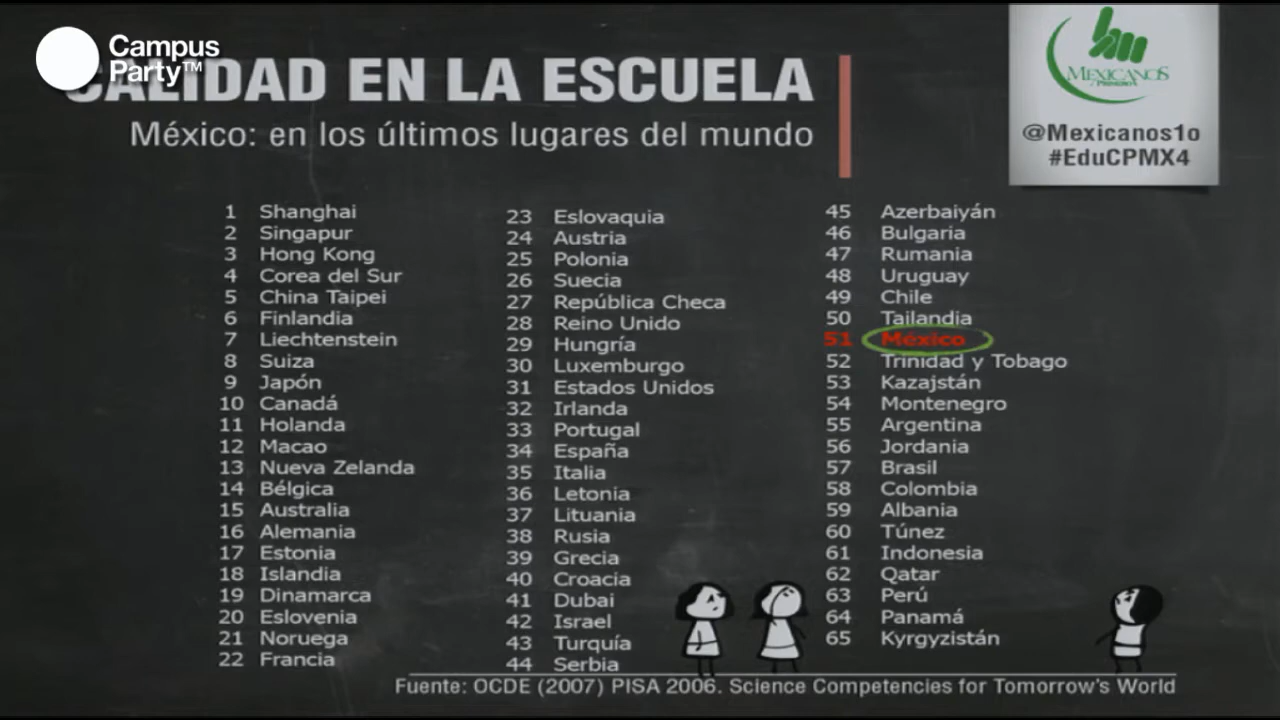 Campus
Party™
CALIDAD EN LA ESCUELA
México: en los últimos lugares del mundo
MEXICANOS
PRIMERO
@Mexicanos1o
#EduCPMX4
1 Shanghai
2 Singapur
3 Hong Kong
4 Corea del Sur
5 China Taipei
6 Finlandia
7 Liechtenstein
8 Suiza
9 Japón
10 Canadá
11 Holanda
12 Macao
13 Nueva Zelanda
14 Bélgica
15 Australia
16 Alemania
17 Estonia
18 Islandia
19 Dinamarca
20 Eslovenia
21 Noruega
22 Francia
23 Eslovaquia
24 Austria
25 Polonia
26 Suecia
27 República Checa
28 Reino Unido
29 Hungría
30 Luxemburgo
31 Estados Unidos
32 Irlanda
33 Portugal
34 España
35 Italia
36 Letonia
37 Lituania
38 Rusia
39 Grecia
40 Croacia
41 Dubai
42 Israel
43 Turquía
44 Serbia
45 Azerbaiyán
46 Bulgaria
47 Rumania
48 Uruguay
49 Chile
50 Tailandia
51 México
52 Trinidad y Tobago
53 Kazajstán
54 Montenegro
55 Argentina
56 Jordania
57 Brasil
58 Colombia
59 Albania
60 Túnez
61 Indonesia
62 Qatar
63 Perú
64 Panamá
65 Kyrgyzistán
Fuente: OCDE (2007) PISA 2006. Science Competencies for Tomorrow's World